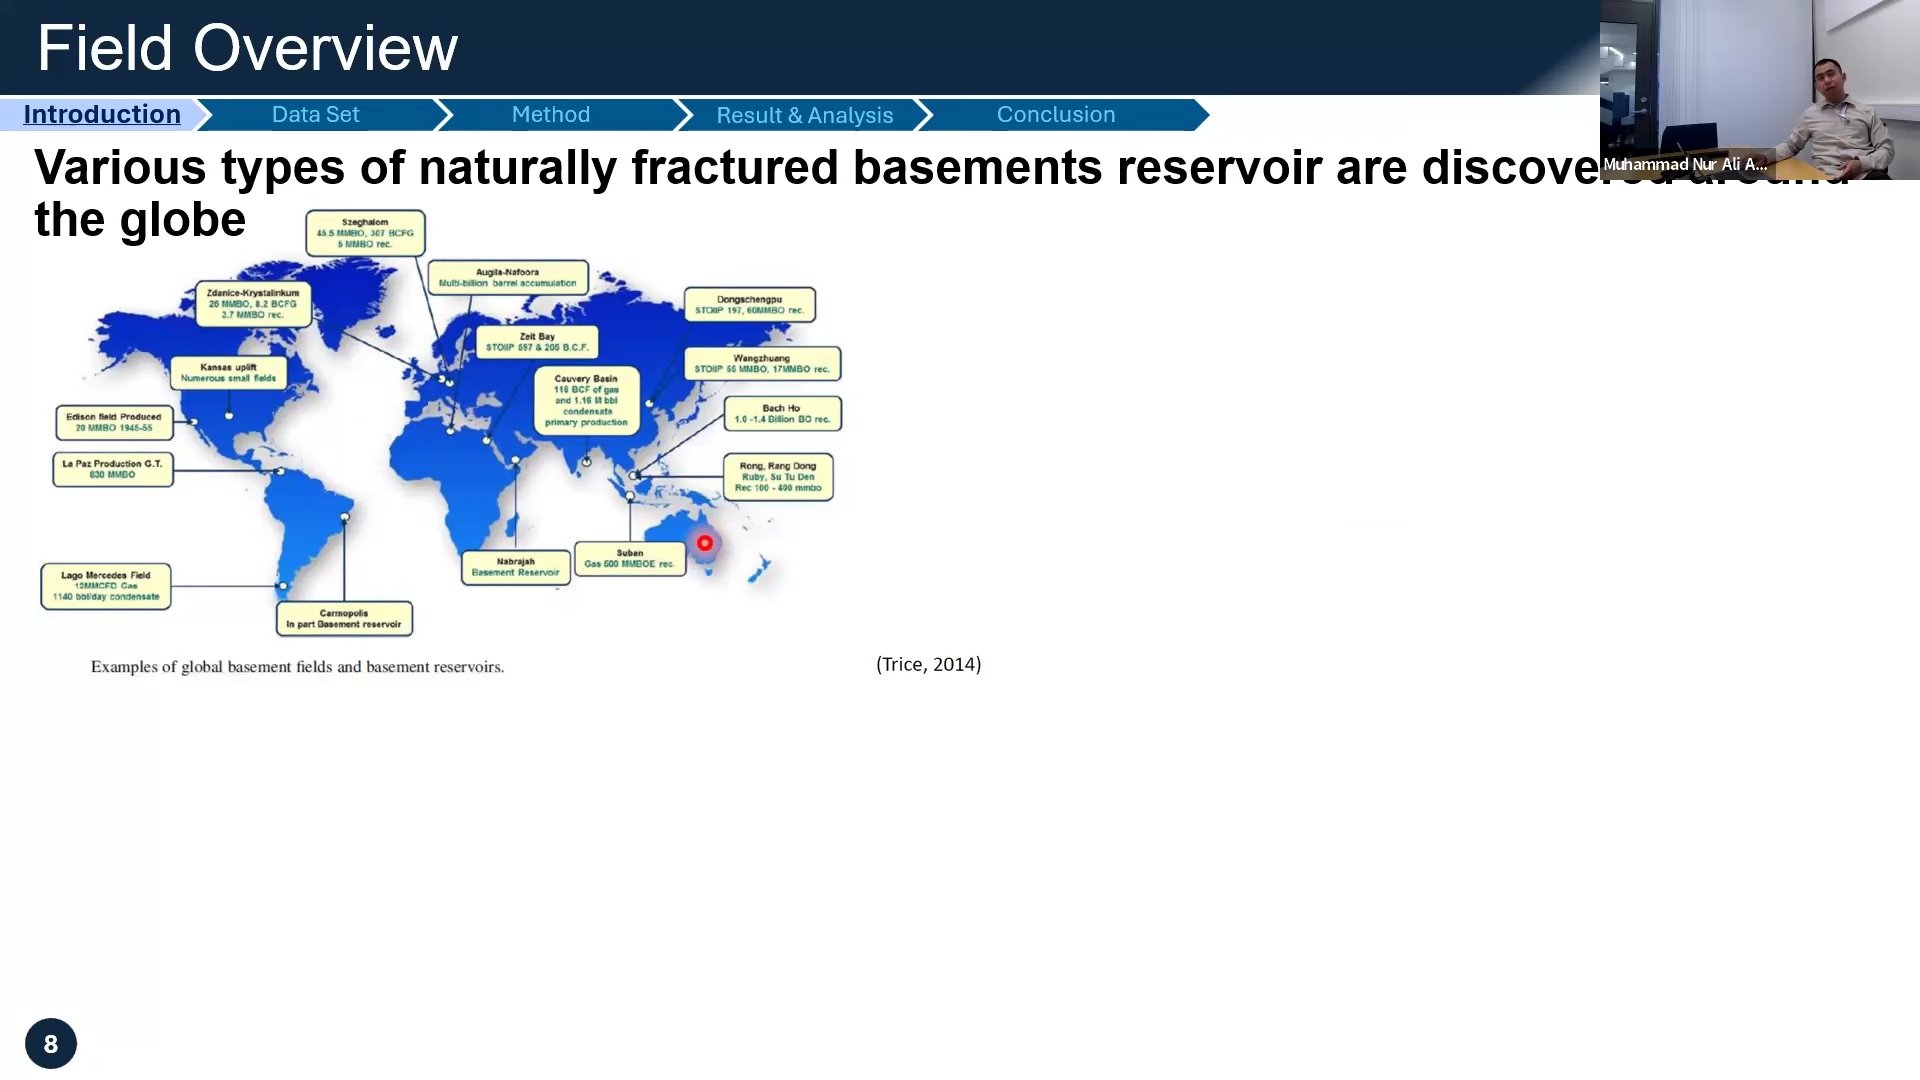 Field Overview
Introduction
Data Set
Method
Result & Analysis
Conclusion
Muhammad Nur Ali A...
Various types of naturally fractured basements reservoir are discovered around
the globe
Szeghalom
45.5 MMBO, 307 BCFG
5 MMBO rec.
Augila-Nafoora
Multi-billion barrel accumulation
Zdanice-Krystalinkum
26 MMBO, 8.2 BCFG
3.7 MMBO rec.
Dongschengpu
STOIIP 197, 60MMBO rec.
Zeit Bay
STOIIP 597 & 205 B.C.F.
Kansas uplift
Numerous small fields
Wangzhuang
STOIIP 55 MMBO, 17MMBO rec.
Cauvery Basin
116 BCF of gas
and 1.16 M bbl
condensate
primary production
Bach Ho
1.0 -1.4 Billion BO rec.
Edison field Produced
20 MMBO 1945-55
La Paz Production G.T.
830 MMBO
Rong, Rang Dong
Ruby, Su Tu Den
Rec 100 - 400 mmbo
Nabrajah
Basement Reservoir
Suban
Gas 500 MMBOE rec.
Lago Mercedes Field
12MMCFD Gas
1140 bbl/day condensate
Carmopolis
In part Basement reservoir
Examples of global basement fields and basement reservoirs.
(Trice, 2014)
8